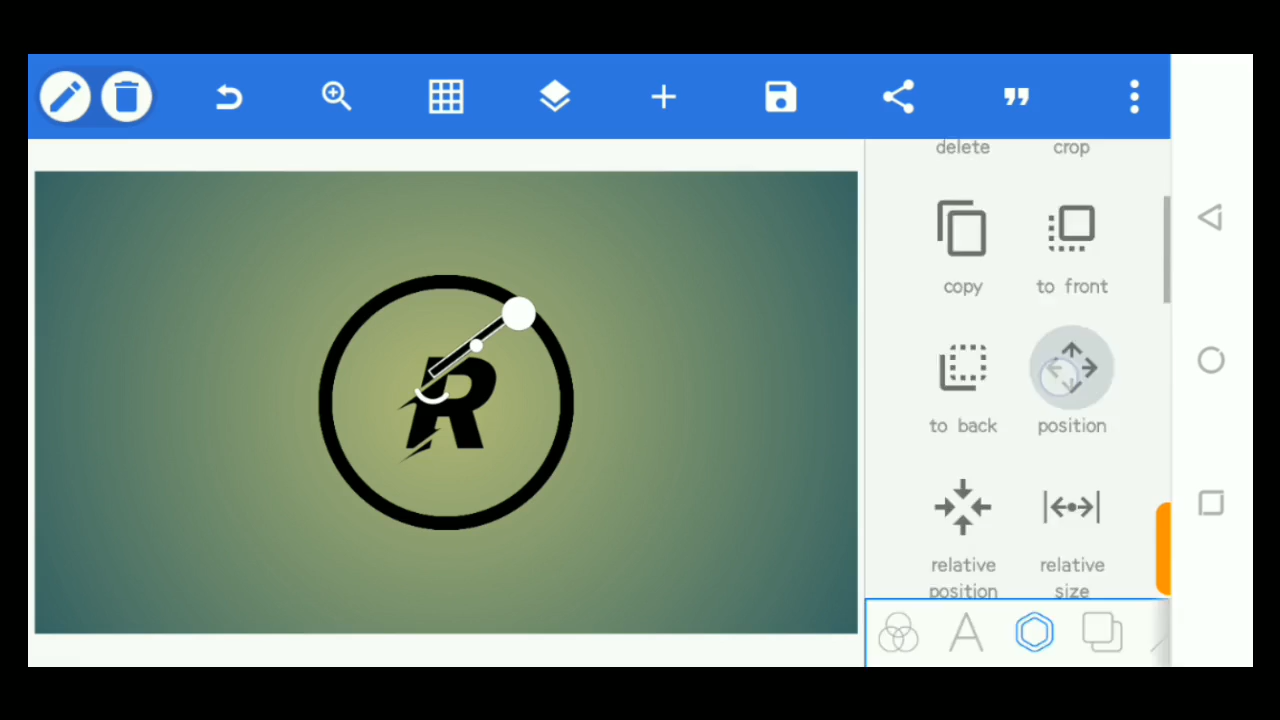 delete crop
copy to front
to back position
relative position relative size
R